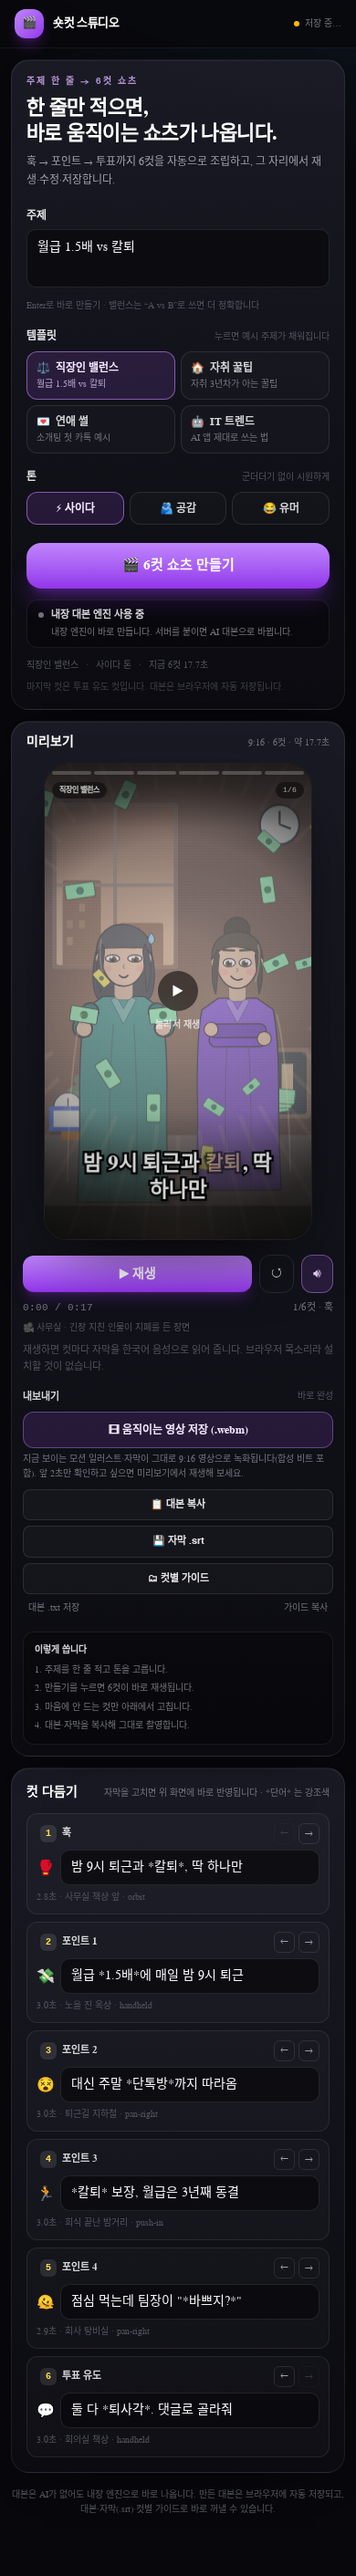 숏컷 스튜디오
저장 중…
주제 한 줄 → 6컷 쇼츠
한 줄만 적으면,
바로 움직이는 쇼츠가 나옵니다.
훅 → 포인트 → 투표까지 6컷을 자동으로 조립하고, 그 자리에서 재
생·수정·저장합니다.
주제
월급 1.5배 vs 칼퇴
Enter로 바로 만들기 · 밸런스는 “A vs B”로 쓰면 더 정확합니다
템플릿
누르면 예시 주제가 채워집니다
직장인 밸런스
월급 1.5배 vs 칼퇴
자취 꿀팁
자취 3년차가 아는 꿀팁
연애 썰
소개팅 첫 카톡 예시
IT 트렌드
AI 앱 제대로 쓰는 법
톤
군더더기 없이 시원하게
⚡ 사이다
🫂 공감
😂 유머
🎬 6컷 쇼츠 만들기
내장 대본 엔진 사용 중
내장 엔진이 바로 만듭니다. 서버를 붙이면 AI 대본으로 바뀝니다.
직장인 밸런스 · 사이다 톤 · 지금 6컷 17.7초
마지막 컷은 투표 유도 컷입니다. 대본은 브라우저에 자동 저장됩니다.
미리보기
9:16 · 6컷 · 약 17.7초
직장인 밸런스
1/6
눌러서 재생
밤 9시 퇴근과 칼퇴, 딱
하나만
▶ 재생
0:00 / 0:17
1/6컷 · 훅
사무실 · 긴장 지친 인물이 지폐를 든 장면
재생하면 컷마다 자막을 한국어 음성으로 읽어 줍니다. 브라우저 목소리라 설
치할 것이 없습니다.
내보내기
바로 완성
움직이는 영상 저장 (.webm)
지금 보이는 모션 일러스트·자막이 그대로 9:16 영상으로 녹화됩니다(합성 비트 포
함). 앞 2초만 확인하고 싶으면 미리보기에서 재생해 보세요.
📋 대본 복사
💾 자막 .srt
🗂 컷별 가이드
대본 .txt 저장
가이드 복사
이렇게 씁니다
1. 주제를 한 줄 적고 톤을 고릅니다.
2. 만들기를 누르면 6컷이 바로 재생됩니다.
3. 마음에 안 드는 컷만 아래에서 고칩니다.
4. 대본·자막을 복사해 그대로 촬영합니다.
컷 다듬기
자막을 고치면 위 화면에 바로 반영됩니다 · *단어* 는 강조색
1 훅
← →
밤 9시 퇴근과 *칼퇴*, 딱 하나만
2.8초 · 사무실 책상 앞 · orbit
2 포인트 1
← →
월급 *1.5배*에 매일 밤 9시 퇴근
3.0초 · 노을 진 옥상 · handheld
3 포인트 2
← →
대신 주말 *단톡방*까지 따라옴
3.0초 · 퇴근길 지하철 · pan-right
4 포인트 3
← →
*칼퇴* 보장, 월급은 3년째 동결
3.0초 · 회식 끝난 밤거리 · push-in
5 포인트 4
← →
점심 먹는데 팀장이 "*바쁘지?*"
2.9초 · 회사 탕비실 · pan-right
6 투표 유도
← →
둘 다 *퇴사각*. 댓글로 골라줘
3.0초 · 회의실 책상 · handheld
대본은 AI가 없어도 내장 엔진으로 바로 나옵니다. 만든 대본은 브라우저에 자동 저장되고,
대본·자막(.srt)·컷별 가이드로 바로 꺼낼 수 있습니다.